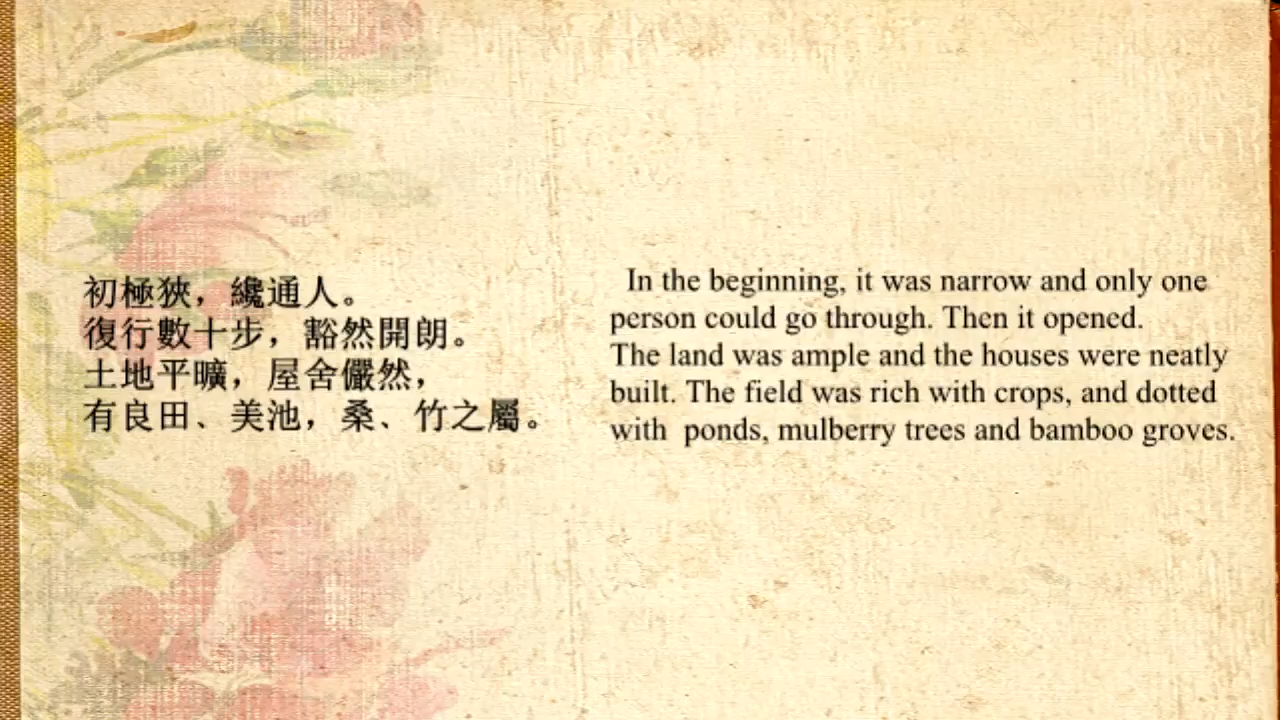 初極狹，纔通人。
復行數十步，豁然開朗。
土地平曠，屋舍儼然，
有良田、美池，桑、竹之屬。
In the beginning, it was narrow and only one
person could go through. Then it opened.
The land was ample and the houses were neatly
built. The field was rich with crops, and dotted
with  ponds, mulberry trees and bamboo groves.